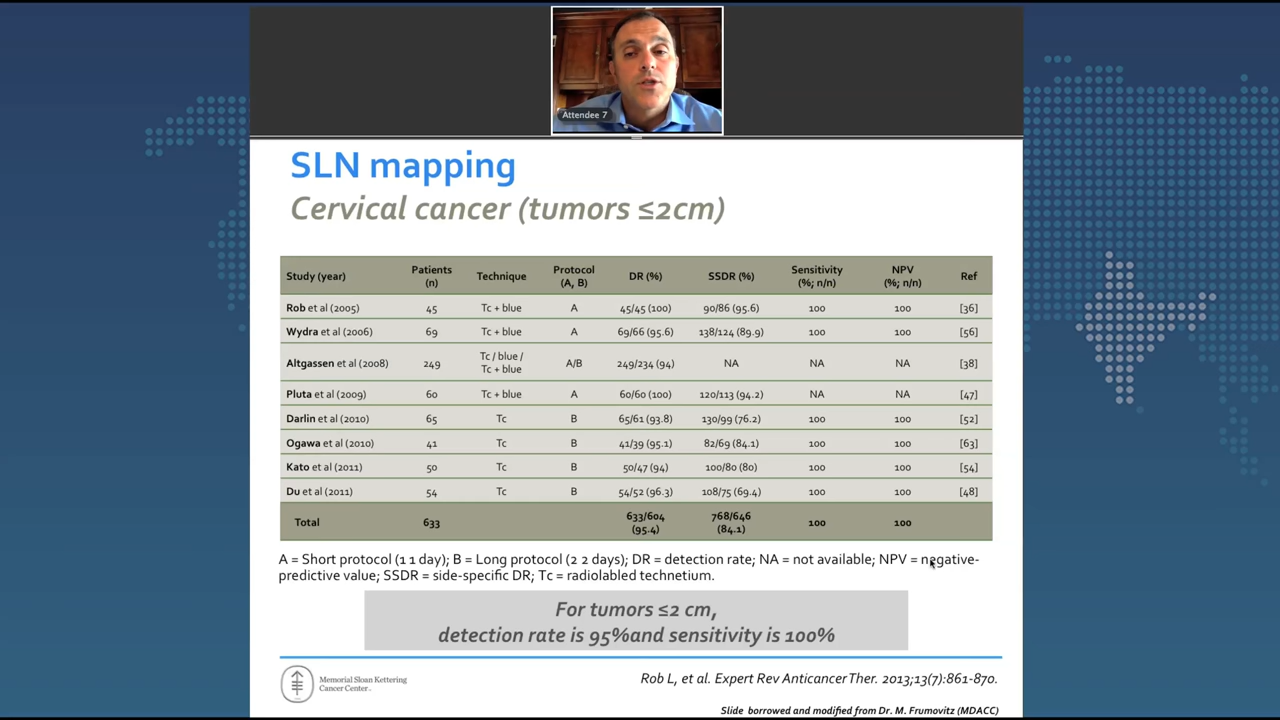 Attendee 7
SLN mapping
Cervical cancer (tumors ≤2cm)
Study (year) Patients (n) Technique Protocol (A, B) DR (%) SSDR (%) Sensitivity (%; n/n) NPV (%; n/n) Ref
Rob et al (2005) 45 Tc + blue A 45/45 (100) 90/86 (95.6) 100 100 [36]
Wydra et al (2006) 69 Tc + blue A 69/66 (95.6) 138/124 (89.9) 100 100 [56]
Altgassen et al (2008) 249 Tc / blue / Tc + blue A/B 249/234 (94) NA NA NA [38]
Pluta et al (2009) 60 Tc + blue A 60/60 (100) 120/113 (94.2) NA NA [47]
Darlin et al (2010) 65 Tc B 65/61 (93.8) 130/99 (76.2) 100 100 [52]
Ogawa et al (2010) 41 Tc B 41/39 (95.1) 82/69 (84.1) 100 100 [63]
Kato et al (2011) 50 Tc B 50/47 (94) 100/80 (80) 100 100 [54]
Du et al (2011) 54 Tc B 54/52 (96.3) 108/75 (69.4) 100 100 [48]
Total 633 633/604 (95.4) 768/646 (84.1) 100 100
A = Short protocol (1 1 day); B = Long protocol (2 2 days); DR = detection rate; NA = not available; NPV = negative-
predictive value; SSDR = side-specific DR; Tc = radiolabled technetium.
For tumors ≤2 cm,
detection rate is 95%and sensitivity is 100%
Memorial Sloan Kettering
Cancer Center
Rob L, et al. Expert Rev Anticancer Ther. 2013;13(7):861-870.
Slide borrowed and modified from Dr. M. Frumovitz (MDACC)